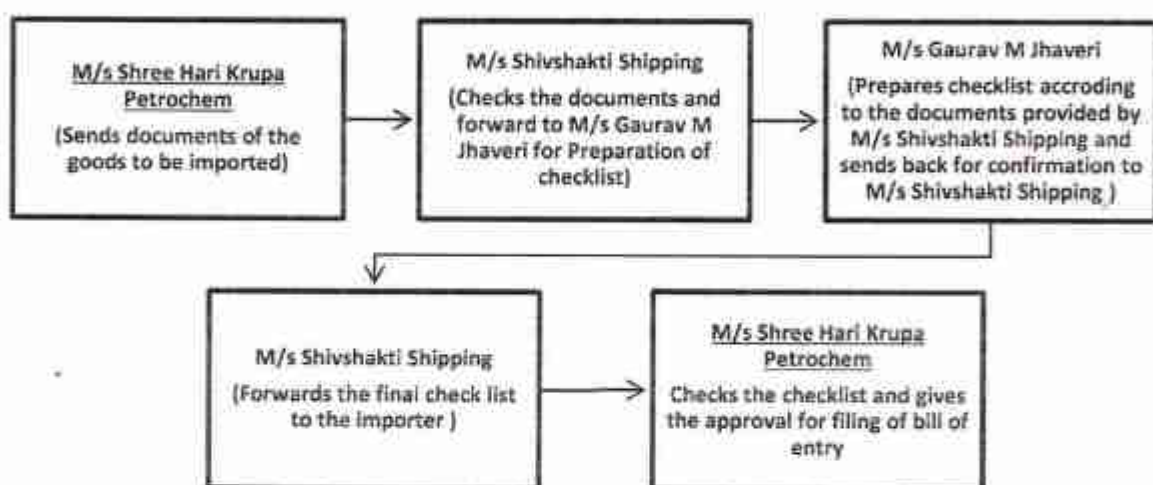 M/s Shree Hari Krupa
Petrochem
(Sends documents of the
goods to be imported)
M/s Shivshakti Shipping
(Checks the documents and
forward to M/s Gaurav M
Jhaveri for Preparation of
checklist)
M/s Gaurav M Jhaveri
(Prepares checklist accroding
to the documents provided by
M/s Shivshakti Shipping and
sends back for confirmation to
M/s Shivshakti Shipping )
M/s Shivshakti Shipping
(Forwards the final check list
to the importer )
M/s Shree Hari Krupa
Petrochem
Checks the checklist and gives
the approval for filing of bill of
entry